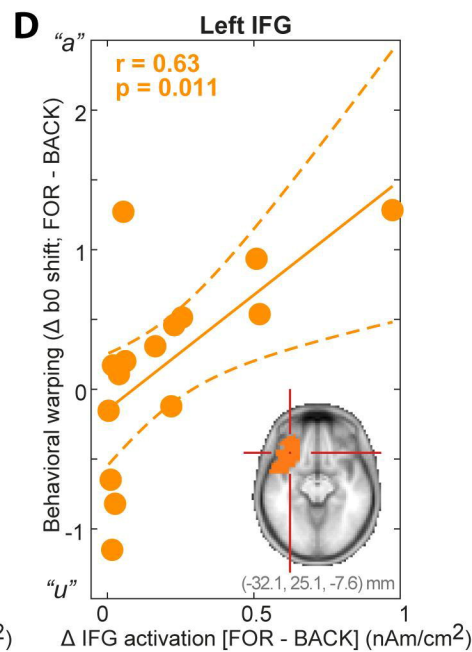 D
Left IFG
"a"
r = 0.63
p = 0.011
2
1
0
-1
"u"
Behavioral warping (Δ b0 shift; FOR - BACK)
(-32.1, 25.1, -7.6) mm
0
0.5
1
²)
Δ IFG activation [FOR - BACK] (nAm/cm²)